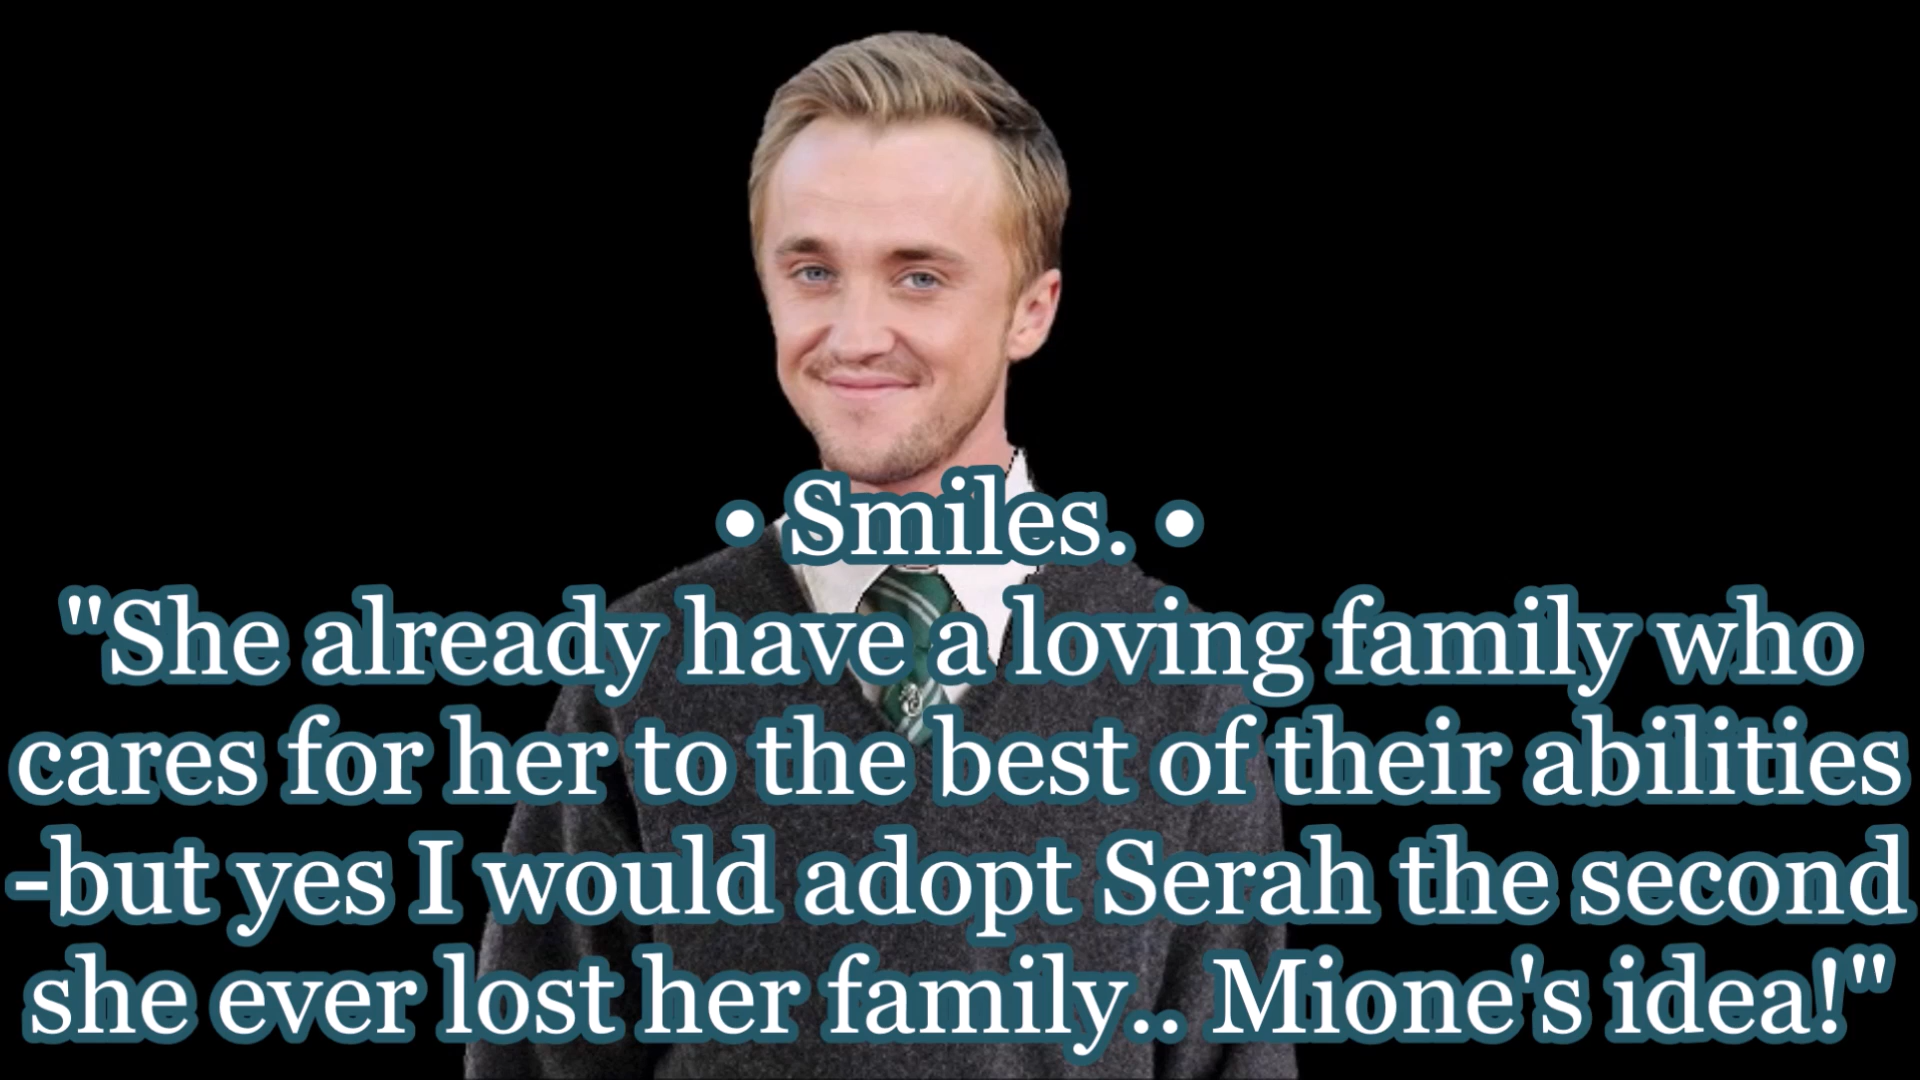 • Smiles. •
"She already have a loving family who
cares for her to the best of their abilities
-but yes I would adopt Serah the second
she ever lost her family.. Mione's idea!"